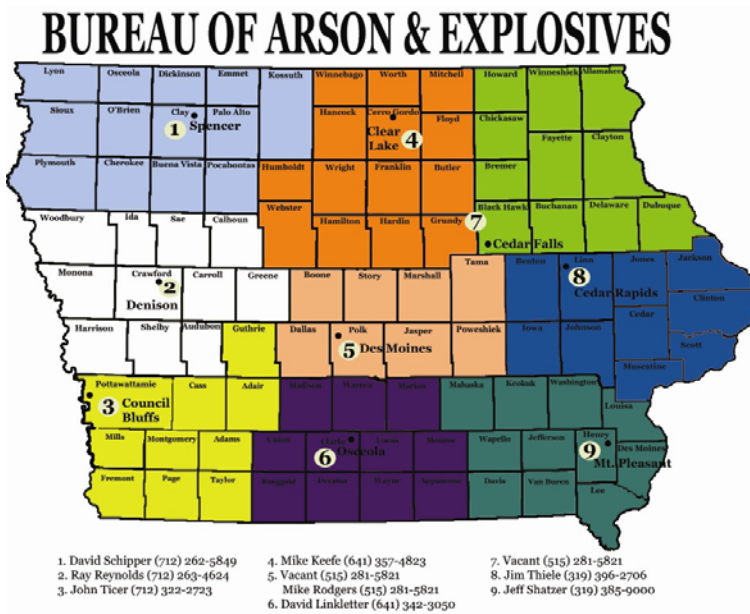 BUREAU OF ARSON & EXPLOSIVES
Lyon Osceola Dickinson Emmet Kossuth Winnebago Worth Mitchell Howard Winneshiek Allamakee
Sioux O'Brien Clay Palo Alto Hancock Cerro Gordo Floyd Chickasaw
1 Spencer
Clear
Lake 4
Fayette Clayton
Plymouth Cherokee Buena Vista Pocahontas Humboldt Wright Franklin Butler Bremer
Webster Hamilton Hardin Grundy 7 Black Hawk Buchanan Delaware Dubuque
Woodbury Ida Sac Calhoun
Cedar Falls
Monona Crawford Carroll Greene Boone Story Marshall Tama Benton Linn Jones Jackson
2
Denison
8
Cedar Rapids
Clinton
Cedar
Harrison Shelby Audubon Guthrie Dallas Polk Jasper Poweshiek Iowa Johnson Scott
5 Des Moines
Muscatine
Pottawattamie Cass Adair Madison Warren Marion Mahaska Keokuk Washington Louisa
3 Council
Bluffs
Mills Montgomery Adams Union Clarke Lucas Monroe Wapello Jefferson Henry Des Moines
6 Osceola
9
Mt. Pleasant
Fremont Page Taylor Ringgold Decatur Wayne Appanoose Davis Van Buren Lee
1. David Schipper (712) 262-5849
2. Ray Reynolds (712) 263-4624
3. John Ticer (712) 322-2723
4. Mike Keefe (641) 357-4823
5. Vacant (515) 281-5821
Mike Rodgers (515) 281-5821
6. David Linkletter (641) 342-3050
7. Vacant (515) 281-5821
8. Jim Thiele (319) 396-2706
9. Jeff Shatzer (319) 385-9000